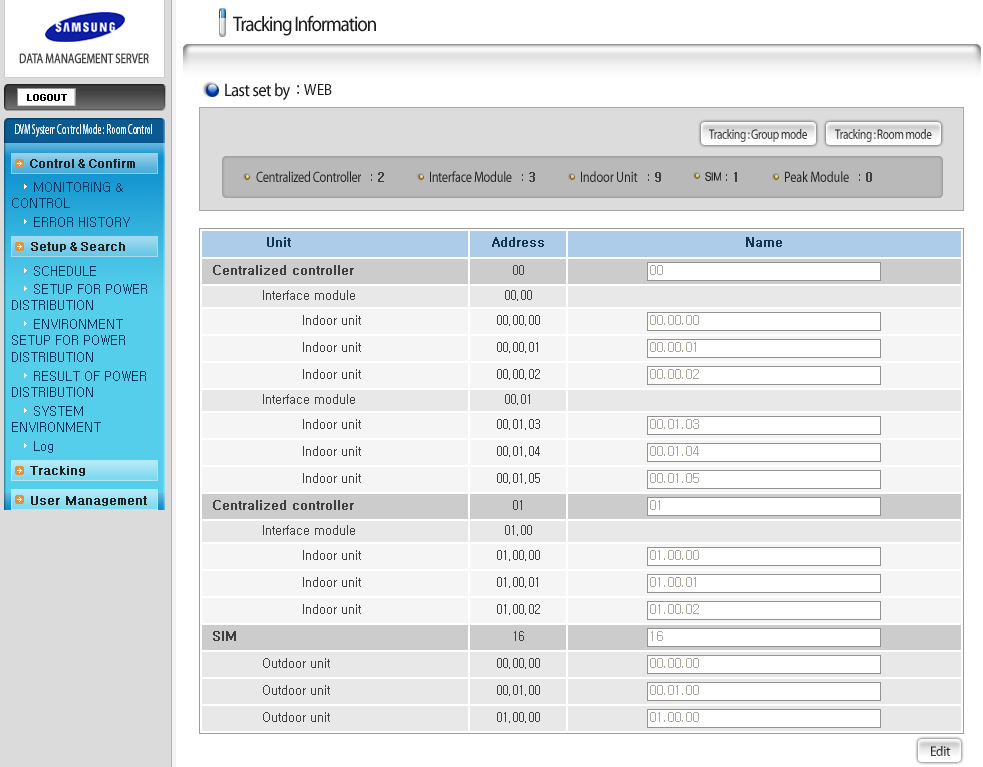 SAMSUNG
DATA MANAGEMENT SERVER
LOGOUT
DVM System Control Mode : Room Control
Control & Confirm
MONITORING &
CONTROL
ERROR HISTORY
Setup & Search
SCHEDULE
SETUP FOR POWER
DISTRIBUTION
ENVIRONMENT
SETUP FOR POWER
DISTRIBUTION
RESULT OF POWER
DISTRIBUTION
SYSTEM
ENVIRONMENT
Log
Tracking
User Management
Tracking Information
Last set by : WEB
Tracking : Group mode Tracking : Room mode
Centralized Controller : 2 Interface Module : 3 Indoor Unit : 9 SIM : 1 Peak Module : 0
Unit Address Name
Centralized controller 00 00
Interface module 00,00
Indoor unit 00,00,00 00.00.00
Indoor unit 00,00,01 00.00.01
Indoor unit 00,00,02 00.00.02
Interface module 00,01
Indoor unit 00,01,03 00.01.03
Indoor unit 00,01,04 00.01.04
Indoor unit 00,01,05 00.01.05
Centralized controller 01 01
Interface module 01,00
Indoor unit 01,00,00 01.00.00
Indoor unit 01,00,01 01.00.01
Indoor unit 01,00,02 01.00.02
SIM 16 16
Outdoor unit 00,00,00 00.00.00
Outdoor unit 00,01,00 00.01.00
Outdoor unit 01,00,00 01.00.00
Edit